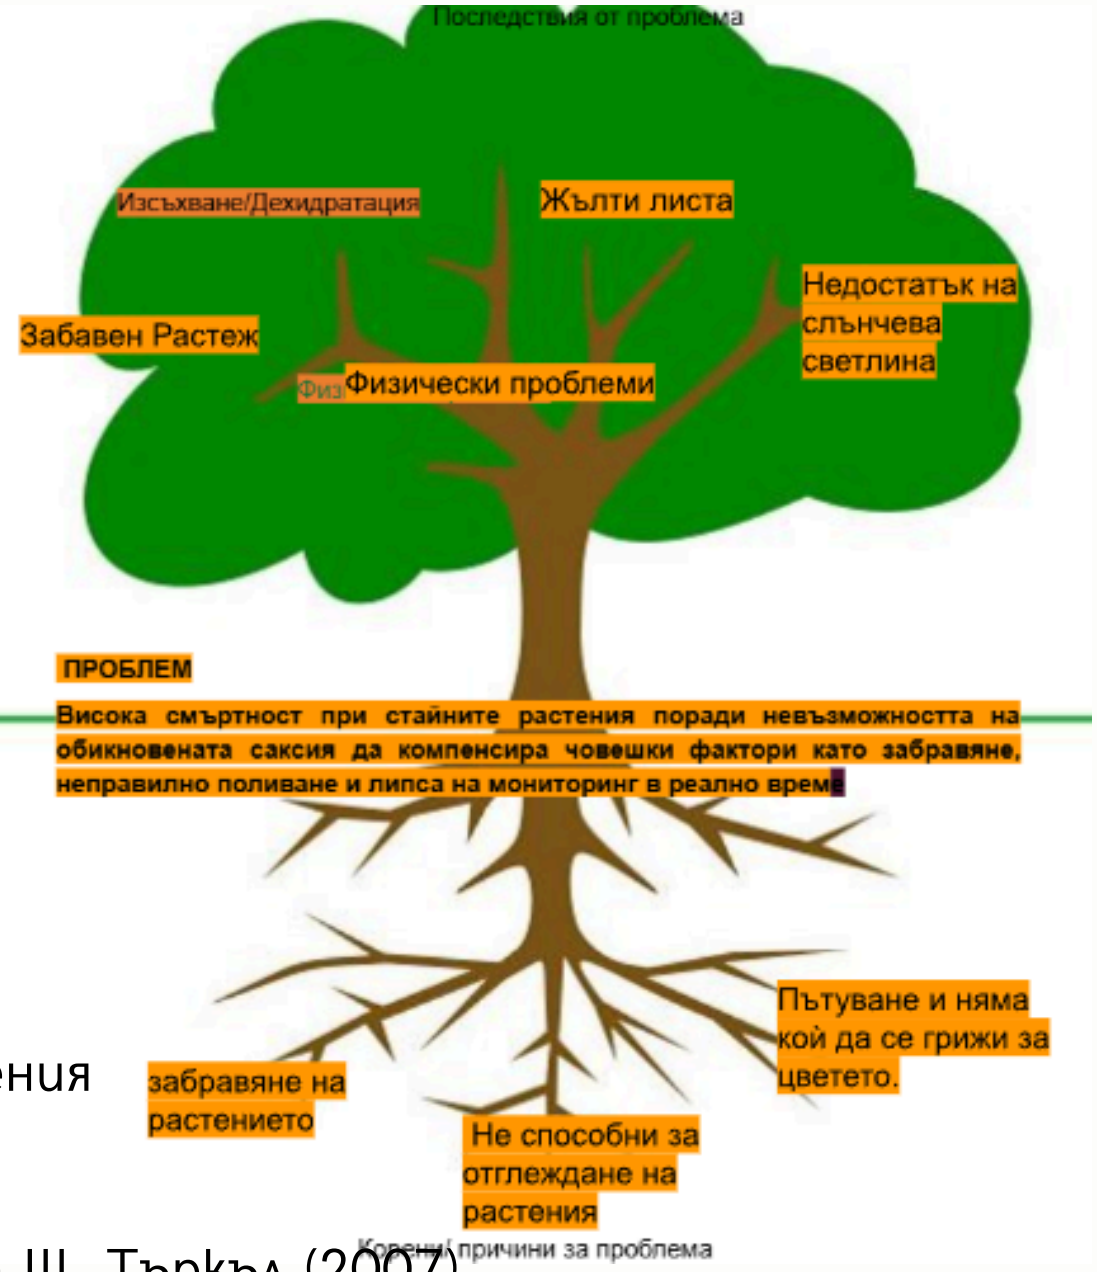 Последствия от проблема
Изсъхване/Дехидратация
Жълти листа
Недостатък на
слънчева
светлина
Забавен Растеж
Физ
Физически проблеми
ПРОБЛЕМ
Висока смъртност при стайните растения поради невъзможността на
обикновената саксия да компенсира човешки фактори като забравяне,
неправилно поливане и липса на мониторинг в реално време
Пътуване и няма
кой да се грижи за
цветето.
ения
забравяне на
растението
Не способни за
отглеждане на
растения
Корени/ причини за проблема
Ш. Търкъл (2007)